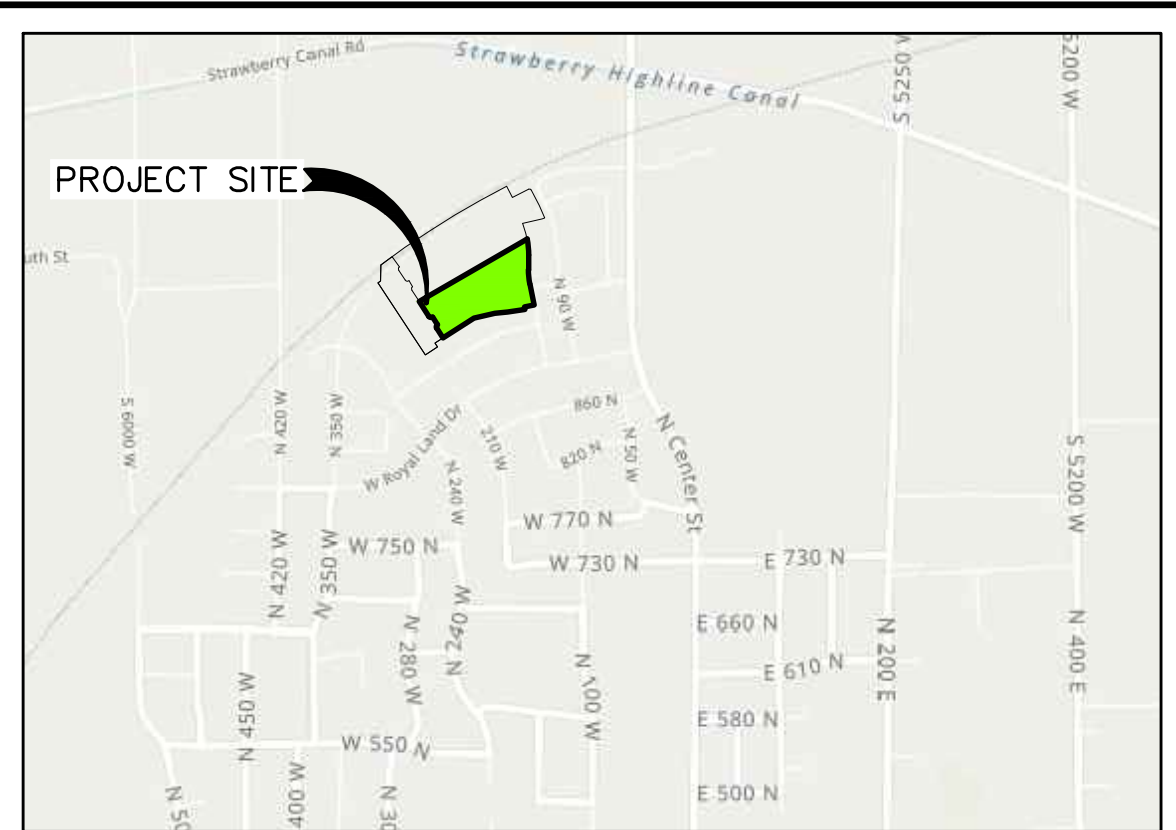 Strawberry Canal Rd
Strawberry Highline Canal
S 5250 W
5200 W
PROJECT SITE
uth St
N 90 W
S 6000 W
N 420 W
N 350 W
860 N
W Royal Land Dr
210 W
820 N
N 50 W
N Center St
N 240 W
S 5200 W
W 770 N
W 750 N
W 730 N
E 730 N
N 420 W
N 350 W
N 240 W
E 660 N
N 280 W
N 100 W
E 610 N
N 200 E
N 400 E
N 450 W
E 580 N
W 550 N
400 W
E 500 N